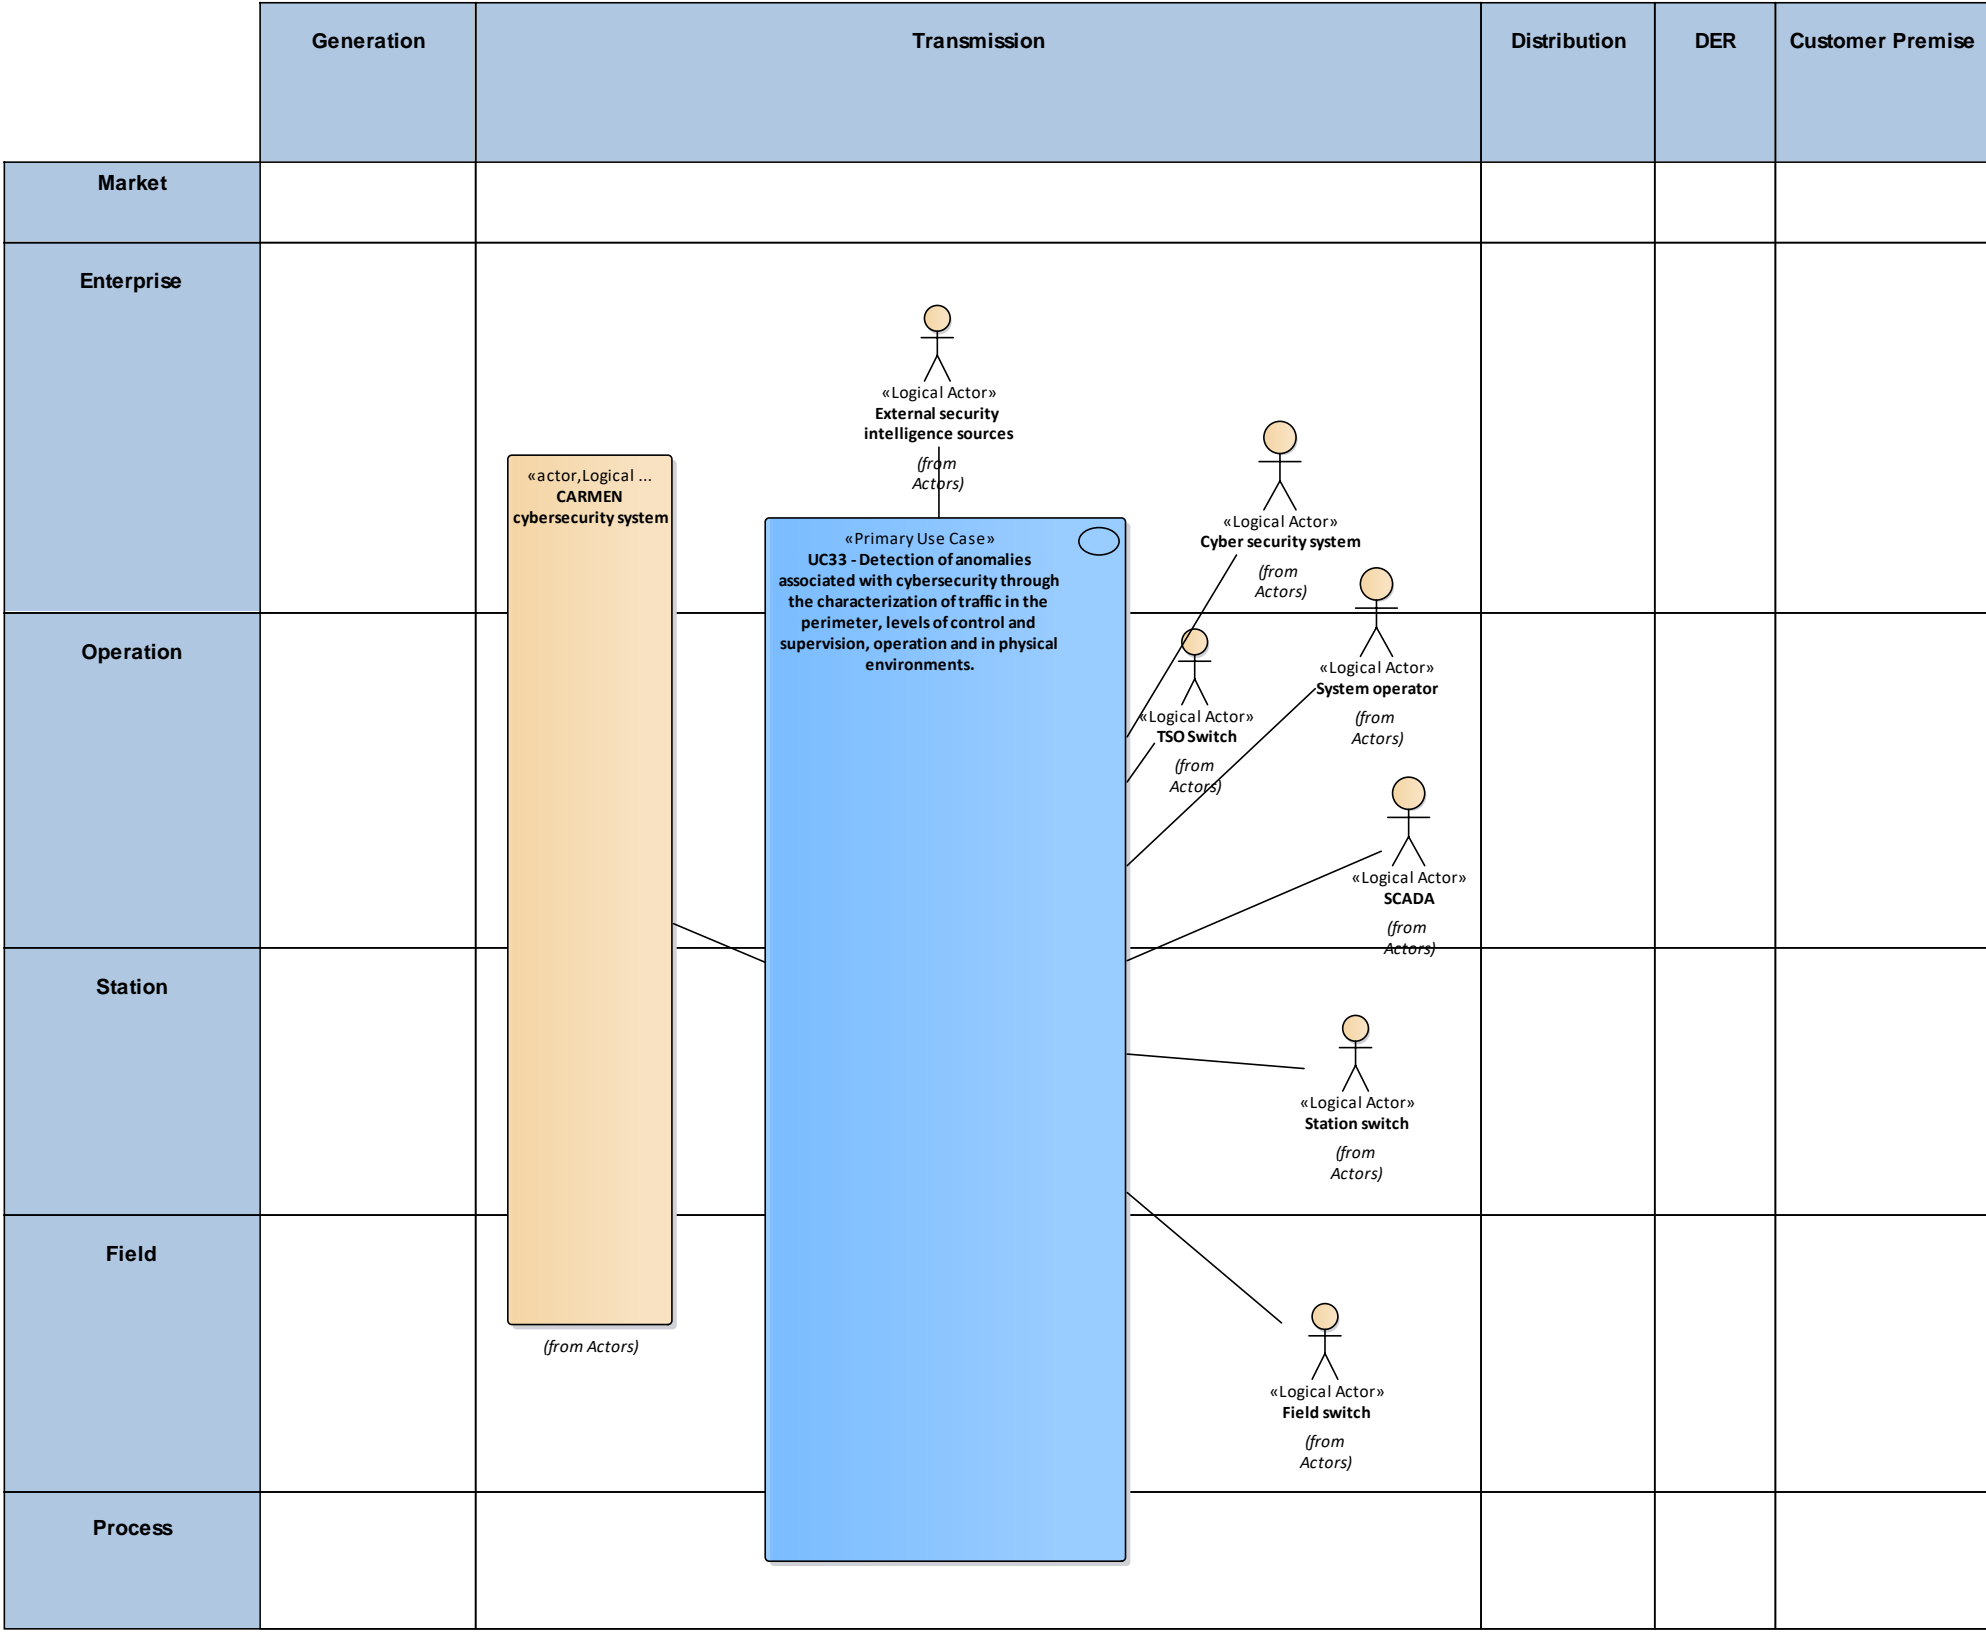 Generation
Transmission
Distribution
DER
Customer Premise
Market
Enterprise
«Logical Actor»
External security
intelligence sources
(from
Actors)
«actor,Logical ...
CARMEN
cybersecurity system
(from Actors)
«Primary Use Case»
UC33 - Detection of anomalies
associated with cybersecurity through
the characterization of traffic in the
perimeter, levels of control and
supervision, operation and in physical
environments.
«Logical Actor»
Cyber security system
(from
Actors)
Operation
«Logical Actor»
TSO Switch
(from
Actors)
«Logical Actor»
System operator
(from
Actors)
«Logical Actor»
SCADA
(from
Actors)
Station
«Logical Actor»
Station switch
(from
Actors)
Field
«Logical Actor»
Field switch
(from
Actors)
Process